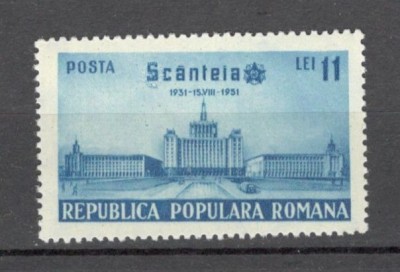 POSTA Scânteia LEI 11
1931-15.VIII-1951
REPUBLICA POPULARA ROMANA